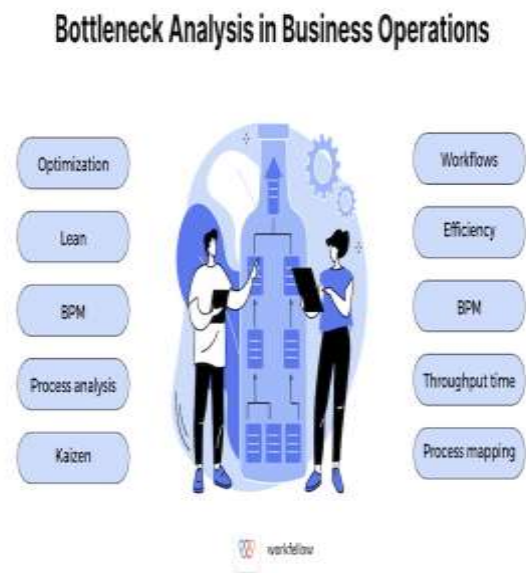 Bottleneck Analysis in Business Operations
Optimization
Lean
BPM
Process analysis
Kaizen
Workflows
Efficiency
BPM
Throughput time
Process mapping
workfellow